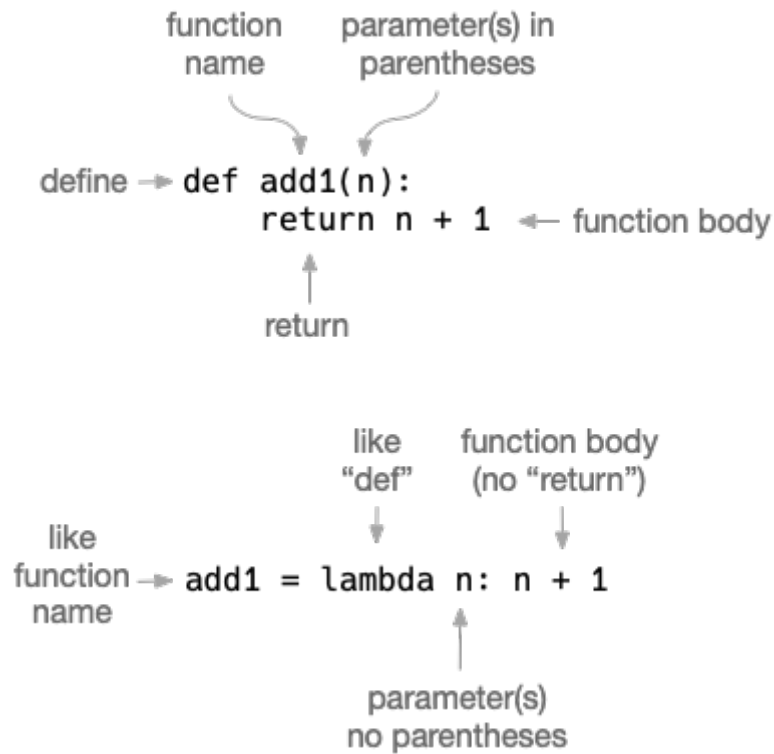 function
name
parameter(s) in
parentheses
define
def add1(n):
return n + 1
function body
return
like
“def”
function body
(no “return”)
like
function
name
add1 = lambda n: n + 1
parameter(s)
no parentheses